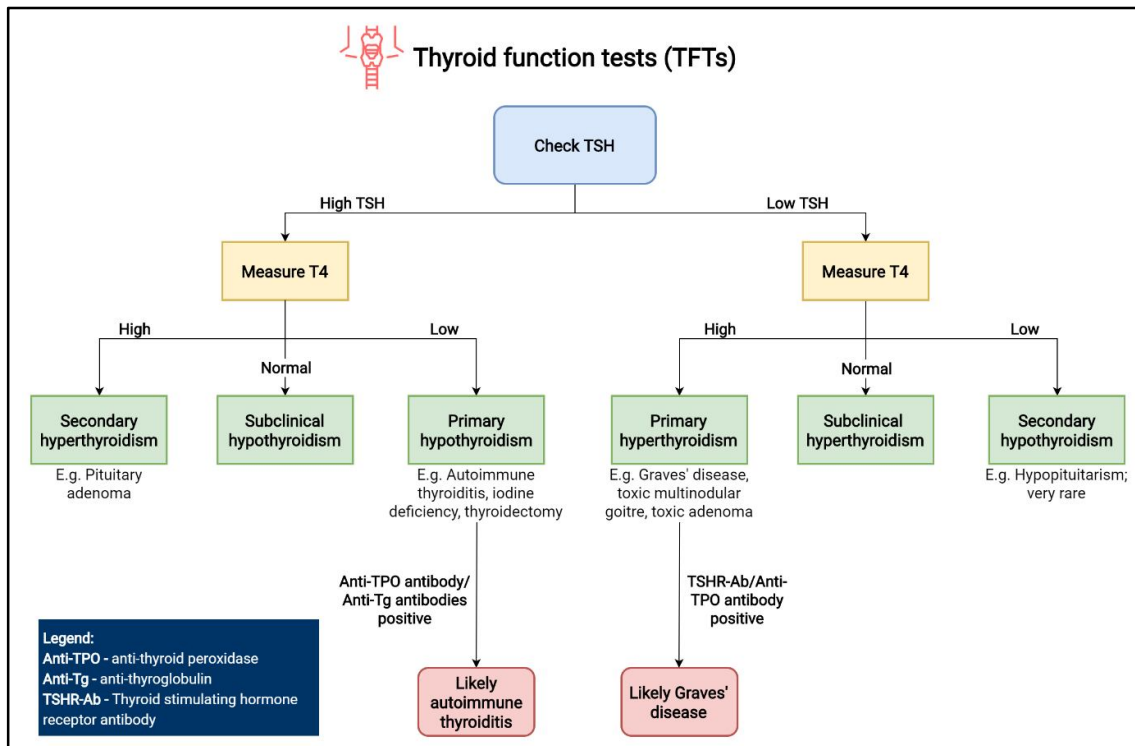 Thyroid function tests (TFTs)
Check TSH
High TSH
Low TSH
Measure T4
Measure T4
High
Low
High
Low
Normal
Normal
Secondary
hyperthyroidism
Subclinical
hypothyroidism
Primary
hypothyroidism
Primary
hyperthyroidism
Subclinical
hyperthyroidism
Secondary
hypothyroidism
E.g. Pituitary
adenoma
E.g. Autoimmune
thyroiditis, iodine
deficiency, thyroidectomy
E.g. Graves' disease,
toxic multinodular
goitre, toxic adenoma
E.g. Hypopituitarism;
very rare
Anti-TPO antibody/
Anti-Tg antibodies
positive
TSHR-Ab/Anti-
TPO antibody
positive
Legend:
Anti-TPO - anti-thyroid peroxidase
Anti-Tg - anti-thyroglobulin
TSHR-Ab - Thyroid stimulating hormone
receptor antibody
Likely
autoimmune
thyroiditis
Likely Graves'
disease